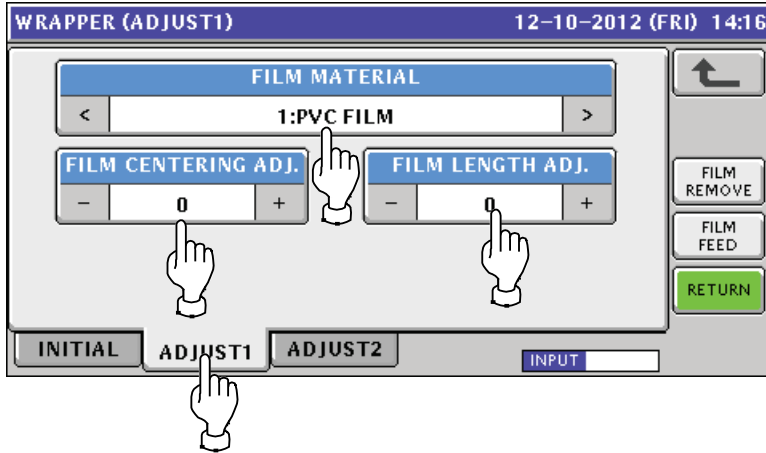 WRAPPER (ADJUST1) 12-10-2012 (FRI) 14:16
FILM MATERIAL
< 1:PVC FILM >
FILM CENTERING ADJ. FILM LENGTH ADJ.
- 0 + - 0 +
FILM
REMOVE
FILM
FEED
RETURN
INITIAL ADJUST1 ADJUST2 INPUT